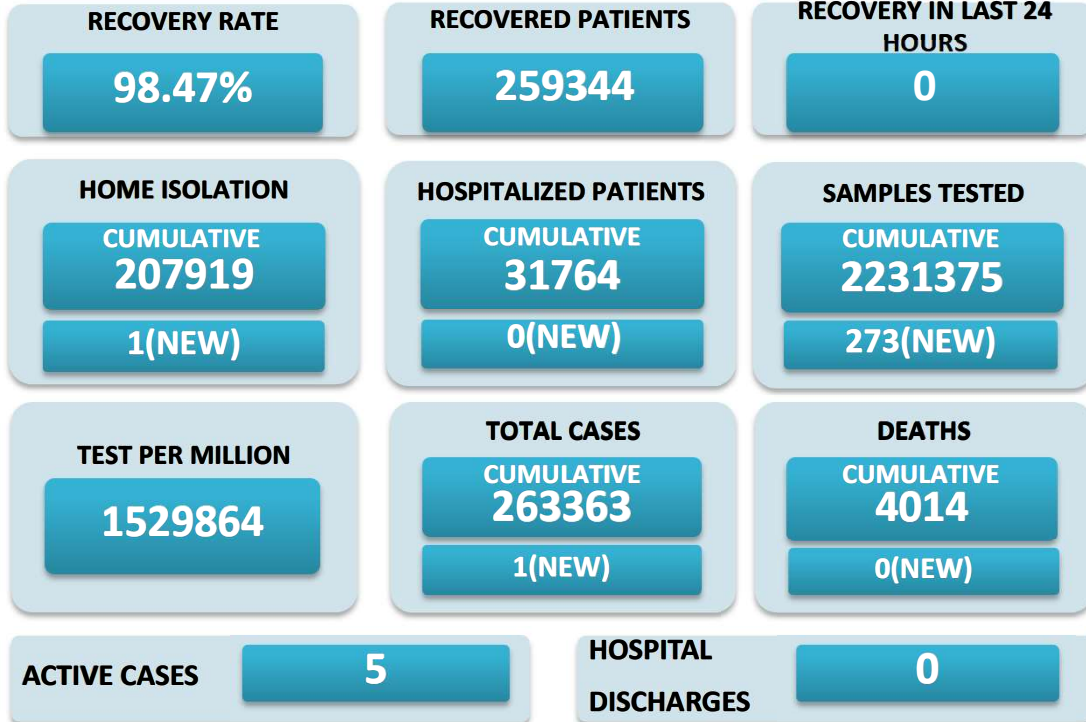 RECOVERY RATE
98.47%
RECOVERED PATIENTS
259344
RECOVERY IN LAST 24
HOURS
0
HOME ISOLATION
CUMULATIVE
207919
1(NEW)
HOSPITALIZED PATIENTS
CUMULATIVE
31764
0(NEW)
SAMPLES TESTED
CUMULATIVE
2231375
273(NEW)
TEST PER MILLION
1529864
TOTAL CASES
CUMULATIVE
263363
1(NEW)
DEATHS
CUMULATIVE
4014
0(NEW)
ACTIVE CASES
5
HOSPITAL
DISCHARGES
0